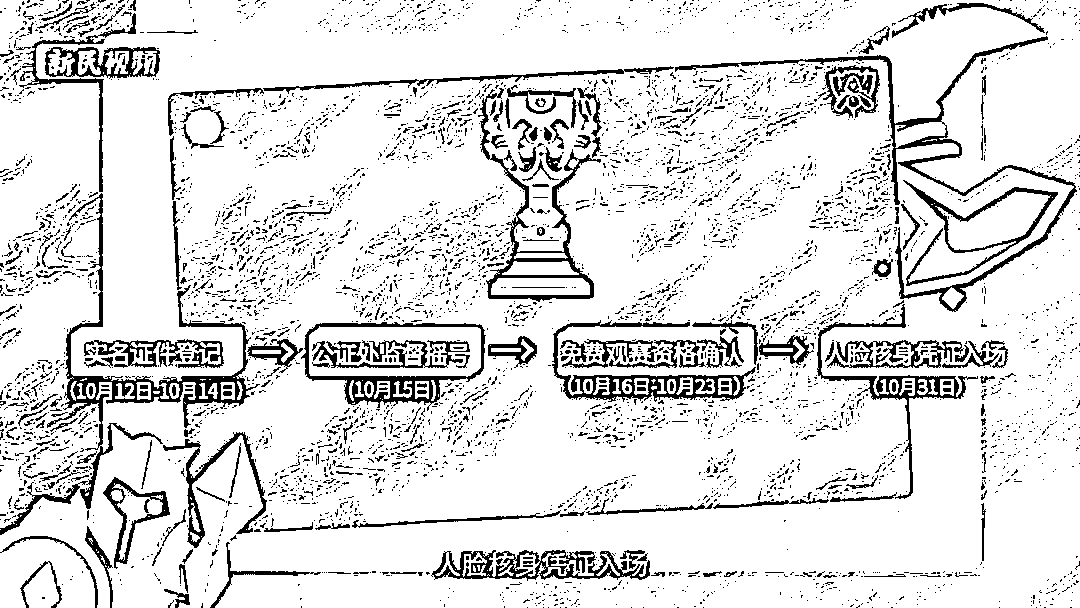 新民视频
实名证件登记
(10月12日-10月14日)
公证处监督摇号
(10月15日)
免费观赛资格确认
(10月16日-10月23日)
人脸核身凭证入场
(10月31日)
人脸核身凭证入场